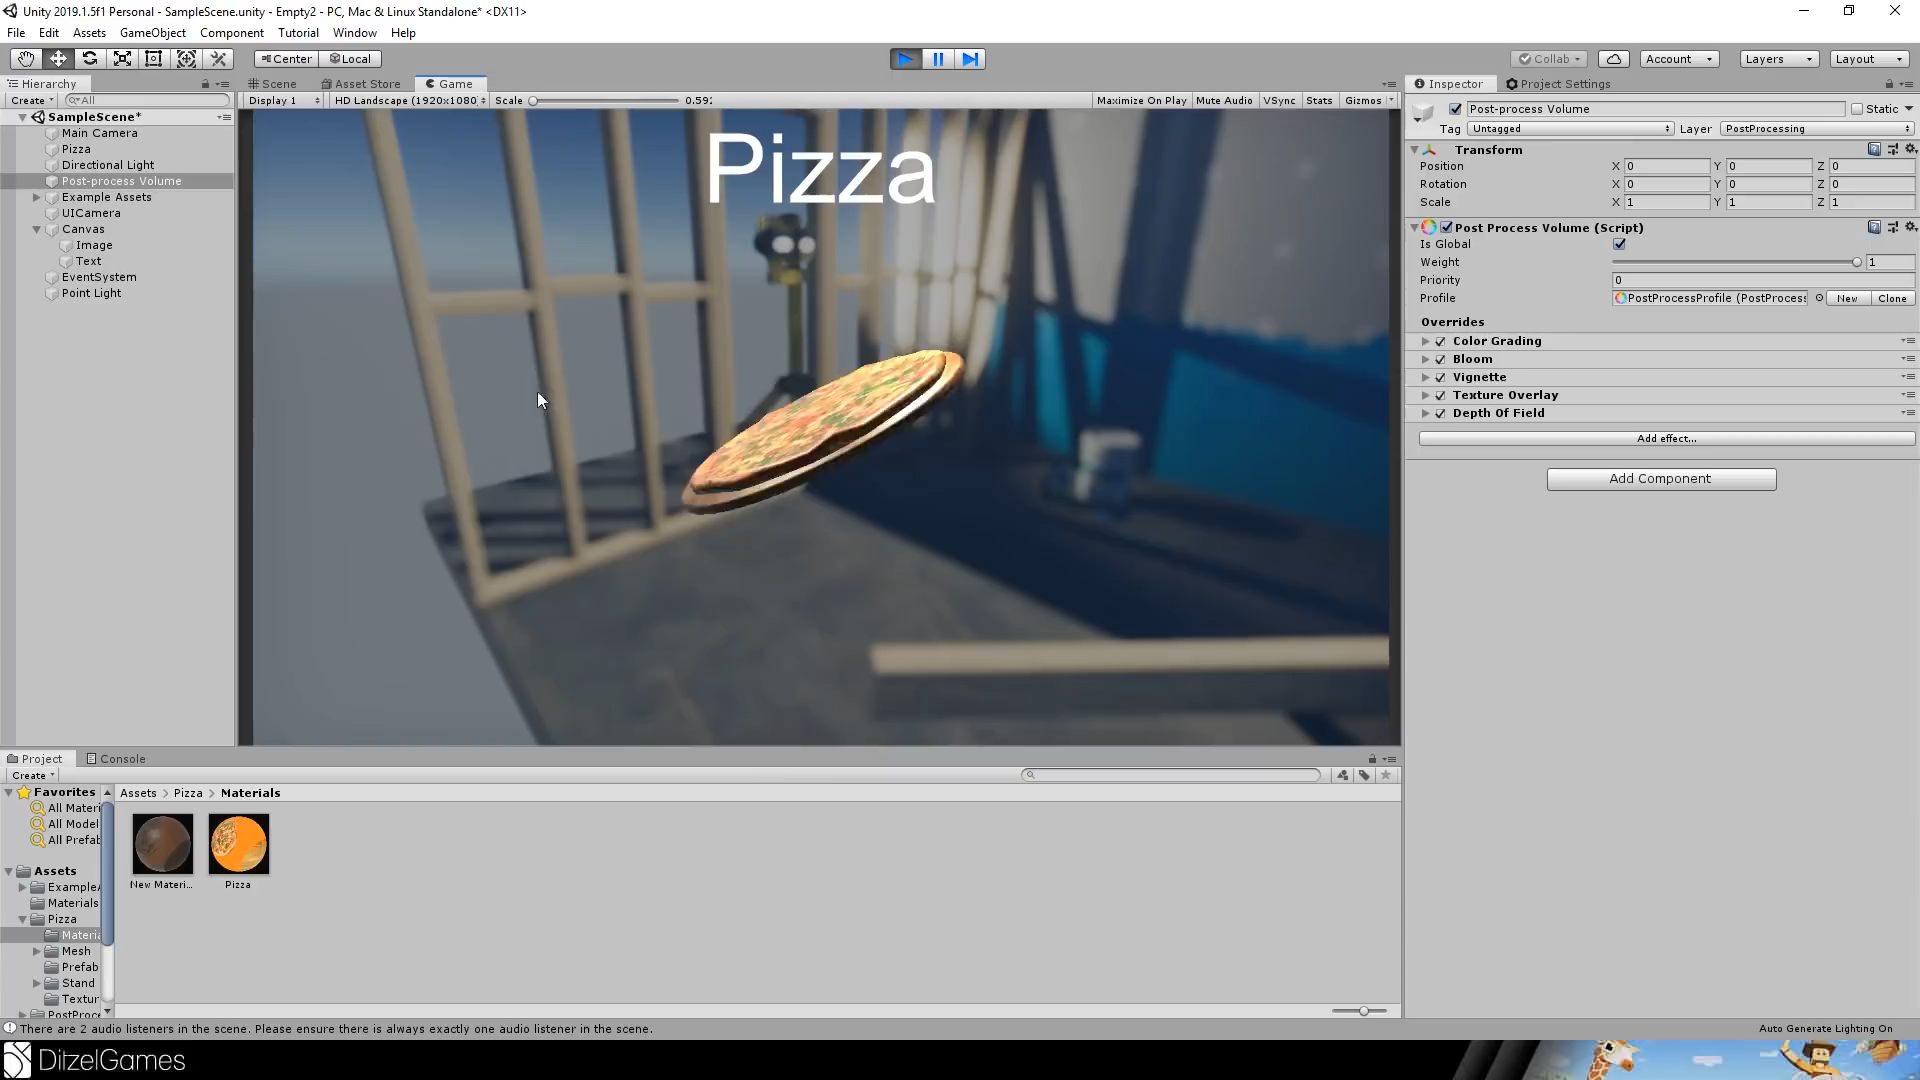 Unity 2019.1.5f1 Personal - SampleScene.unity - Empty2 - PC, Mac & Linux Standalone* <DX11>
File Edit Assets GameObject Component Tutorial Window Help
Center Local Collab Account Layers Layout
Hierarchy Scene Asset Store Game Inspector Project Settings
Create All Display 1 HD Landscape (1920x1080) Scale 0.59: Maximize On Play Mute Audio VSync Stats Gizmos
Post-process Volume Static
Tag Untagged Layer PostProcessing
SampleScene*
Main Camera
Pizza
Directional Light
Post-process Volume
Example Assets
UICamera
Canvas
Image
Text
EventSystem
Point Light
Pizza
Transform
Position X 0 Y 0 Z 0
Rotation X 0 Y 0 Z 0
Scale X 1 Y 1 Z 1
Post Process Volume (Script)
Is Global
Weight 1
Priority 0
Profile PostProcessProfile (PostProcess New Clone
Overrides
Color Grading
Bloom
Vignette
Texture Overlay
Depth Of Field
Add effect...
Add Component
Project Console
Create
Favorites
All Materi
All Model
All Prefab
Assets
ExampleA
Materials
Pizza
Materia
Mesh
Prefab
Stand
Textur
PostProce
Assets > Pizza > Materials
New Materi...
Pizza
There are 2 audio listeners in the scene. Please ensure there is always exactly one audio listener in the scene.
Auto Generate Lighting On
DitzelGames